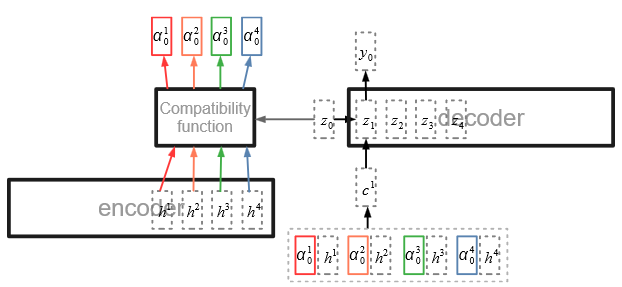 α₀¹ α₀² α₀³ α₀⁴
y₀
Compatibility
function
z₀ z₁ z₂ z₃ z₄
decoder
encoder
h¹ h² h³ h⁴
c¹
α₀¹ h¹ α₀² h² α₀³ h³ α₀⁴ h⁴